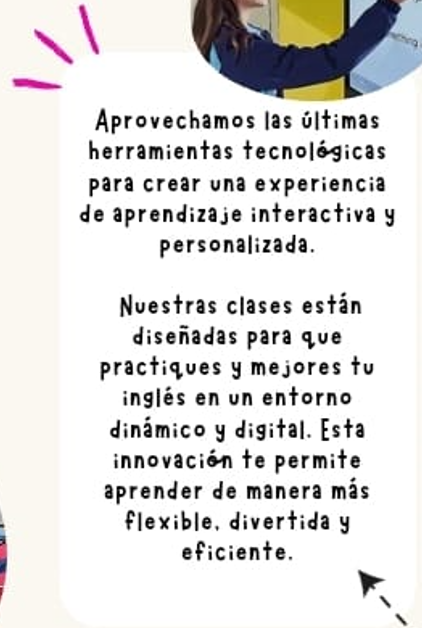 Aprovechamos las últimas
herramientas tecnológicas
para crear una experiencia
de aprendizaje interactiva y
personalizada.
Nuestras clases están
diseñadas para que
practiques y mejores tu
inglés en un entorno
dinámico y digital. Esta
innovación te permite
aprender de manera más
flexible, divertida y
eficiente.